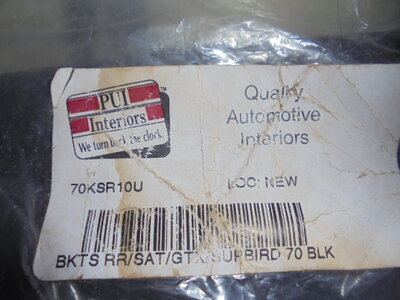 PUI
Interiors
We turn back the clock.
™
Quality
Automotive
Interiors
70KSR10U
LOC: NEW
BKTS RR/SAT/GTX/SUPBIRD 70 BLK